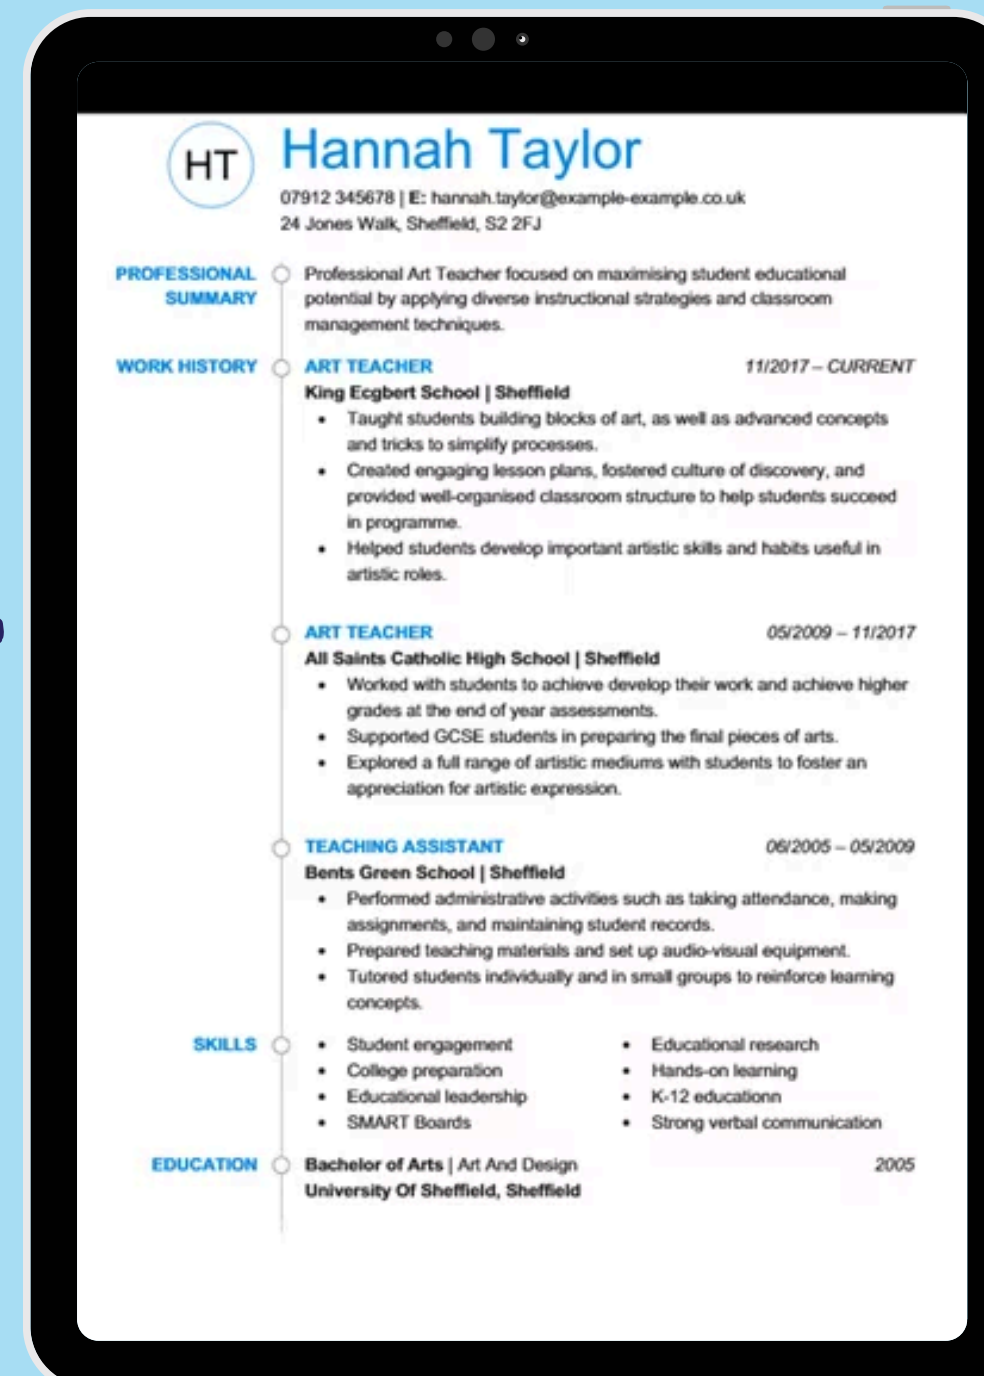 HT
Hannah Taylor
07912 345678 | E: hannah.taylor@example-example.co.uk
24 Jones Walk, Sheffield, S2 2FJ
PROFESSIONAL SUMMARY
Professional Art Teacher focused on maximising student educational
potential by applying diverse instructional strategies and classroom
management techniques.
WORK HISTORY
ART TEACHER 11/2017 – CURRENT
King Ecgbert School | Sheffield
• Taught students building blocks of art, as well as advanced concepts
and tricks to simplify processes.
• Created engaging lesson plans, fostered culture of discovery, and
provided well-organised classroom structure to help students succeed
in programme.
• Helped students develop important artistic skills and habits useful in
artistic roles.
ART TEACHER 05/2009 – 11/2017
All Saints Catholic High School | Sheffield
• Worked with students to achieve develop their work and achieve higher
grades at the end of year assessments.
• Supported GCSE students in preparing the final pieces of arts.
• Explored a full range of artistic mediums with students to foster an
appreciation for artistic expression.
TEACHING ASSISTANT 06/2005 – 05/2009
Bents Green School | Sheffield
• Performed administrative activities such as taking attendance, making
assignments, and maintaining student records.
• Prepared teaching materials and set up audio-visual equipment.
• Tutored students individually and in small groups to reinforce learning
concepts.
SKILLS
• Student engagement
• College preparation
• Educational leadership
• SMART Boards
• Educational research
• Hands-on learning
• K-12 educationn
• Strong verbal communication
EDUCATION
Bachelor of Arts | Art And Design 2005
University Of Sheffield, Sheffield